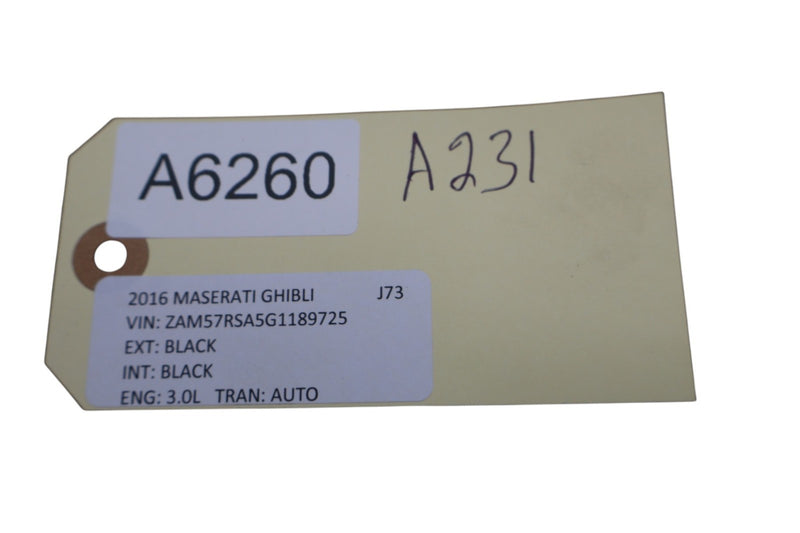 A6260
A231
2016 MASERATI GHIBLI J73
VIN: ZAM57RSA5G1189725
EXT: BLACK
INT: BLACK
ENG: 3.0L TRAN: AUTO